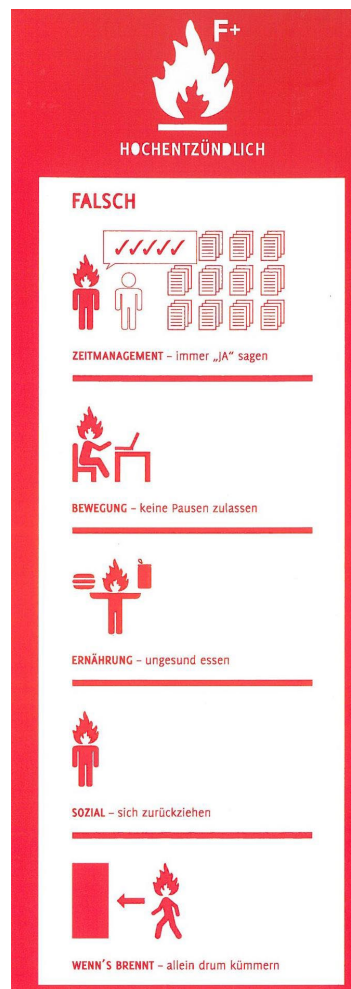 F+
HOCHENTZÜNDLICH
FALSCH
ZEITMANAGEMENT – immer „JA“ sagen
BEWEGUNG – keine Pausen zulassen
ERNÄHRUNG – ungesund essen
SOZIAL – sich zurückziehen
WENN'S BRENNT – allein drum kümmern